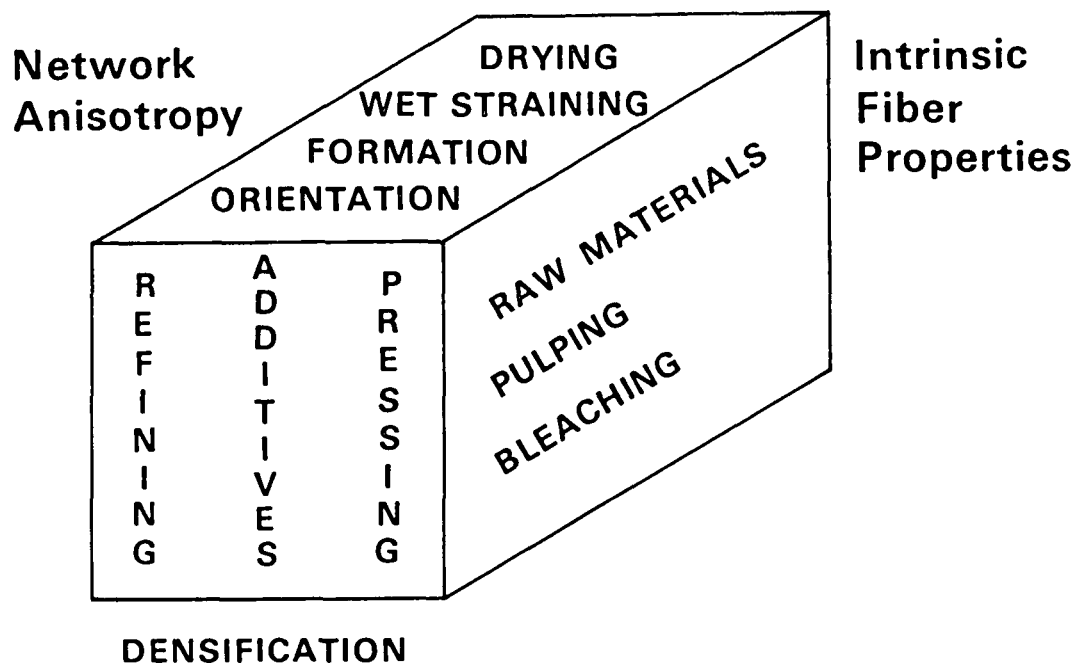 Network
Anisotropy
DRYING
WET STRAINING
FORMATION
ORIENTATION
Intrinsic
Fiber
Properties
REFINING
ADDITIVES
PRESSING
RAW MATERIALS
PULPING
BLEACHING
DENSIFICATION